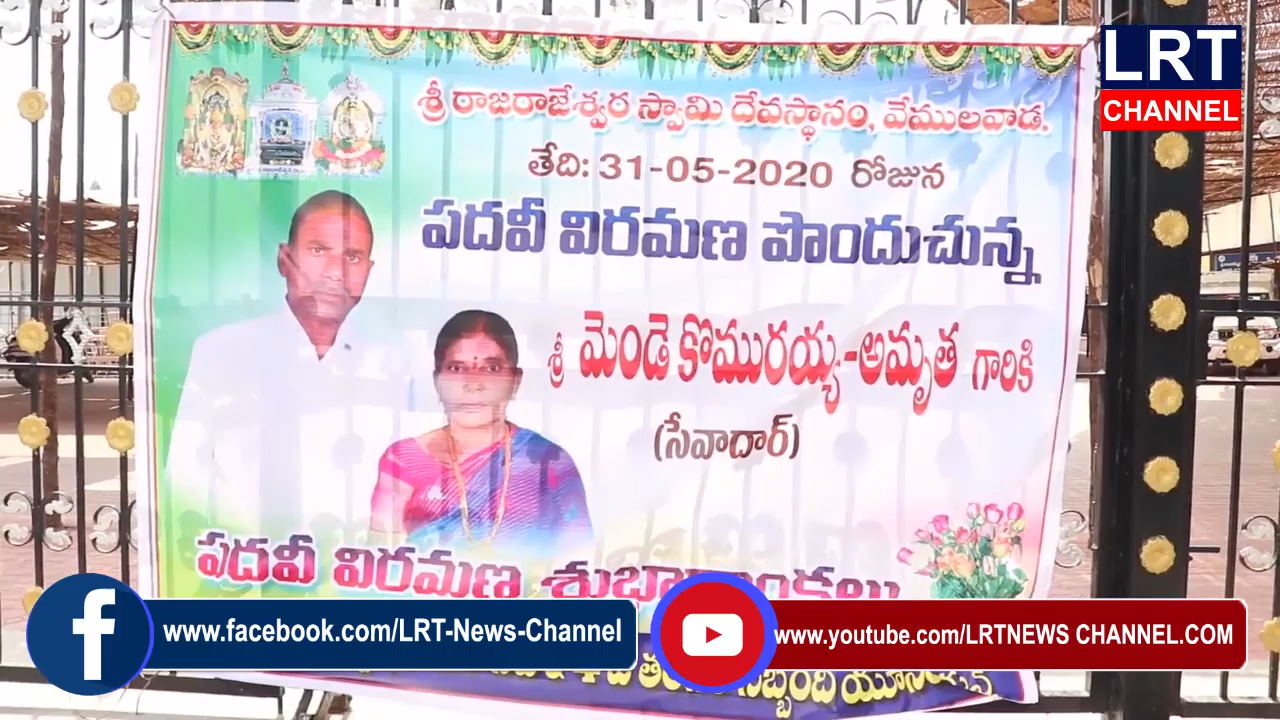 LRT
CHANNEL
శ్రీ రాజరాజేశ్వర స్వామి దేవస్థానం, వేములవాడ.
తేది: 31-05-2020 రోజున
పదవీ విరమణ పొందుచున్న
శ్రీ మెండె కొమురయ్య-అమృత గారికి
(సేవాదార్)
పదవీ విరమణ శుభాకాంక్షలు
www.facebook.com/LRT-News-Channel
www.youtube.com/LRTNEWS CHANNEL.COM